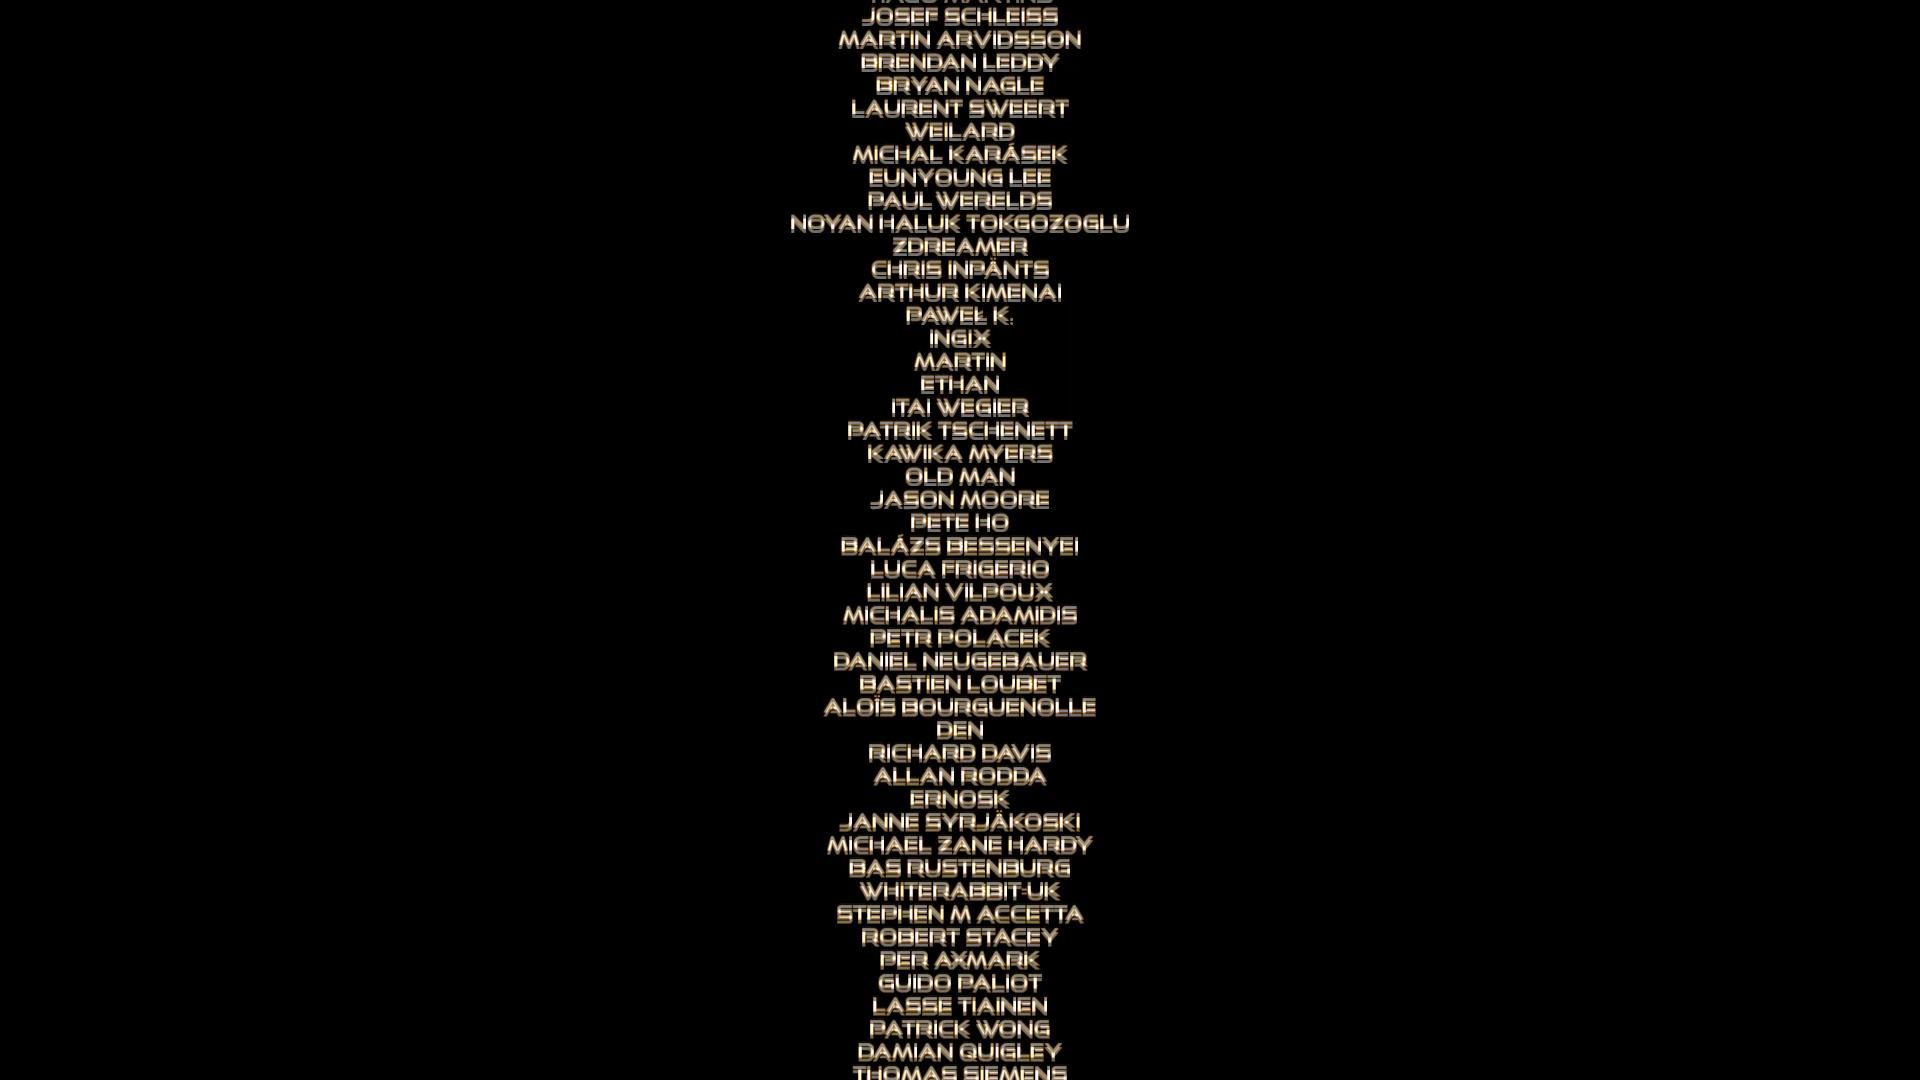 JOSEF SCHLEISS
MARTIN ARVIDSSON
BRENDAN LEDDY
BRYAN NAGLE
LAURENT SWEERT
WEILARD
MICHAL KARÁSEK
EUNYOUNG LEE
PAUL WERELDS
NOYAN HALUK TOKGOZOGLU
ZDREAMER
CHRIS INPÄNTS
ARTHUR KIMENAI
PAWEŁ K.
INGIX
MARTIN
ETHAN
ITAI WEGIER
PATRIK TSCHENETT
KAWIKA MYERS
OLD MAN
JASON MOORE
PETE HO
BALÁZS BESSENYEI
LUCA FRIGERIO
LILIAN VILPOUX
MICHALIS ADAMIDIS
PETR POLACEK
DANIEL NEUGEBAUER
BASTIEN LOUBET
ALOÏS BOURGUENOLLE
DEN
RICHARD DAVIS
ALLAN RODDA
ERNOSK
JANNE SYRJÄKOSKI
MICHAEL ZANE HARDY
BAS RUSTENBURG
WHITERABBIT-UK
STEPHEN M ACCETTA
ROBERT STACEY
PER AXMARK
GUIDO PALIOT
LASSE TIAINEN
PATRICK WONG
DAMIAN QUIGLEY
THOMAS SIEMENS